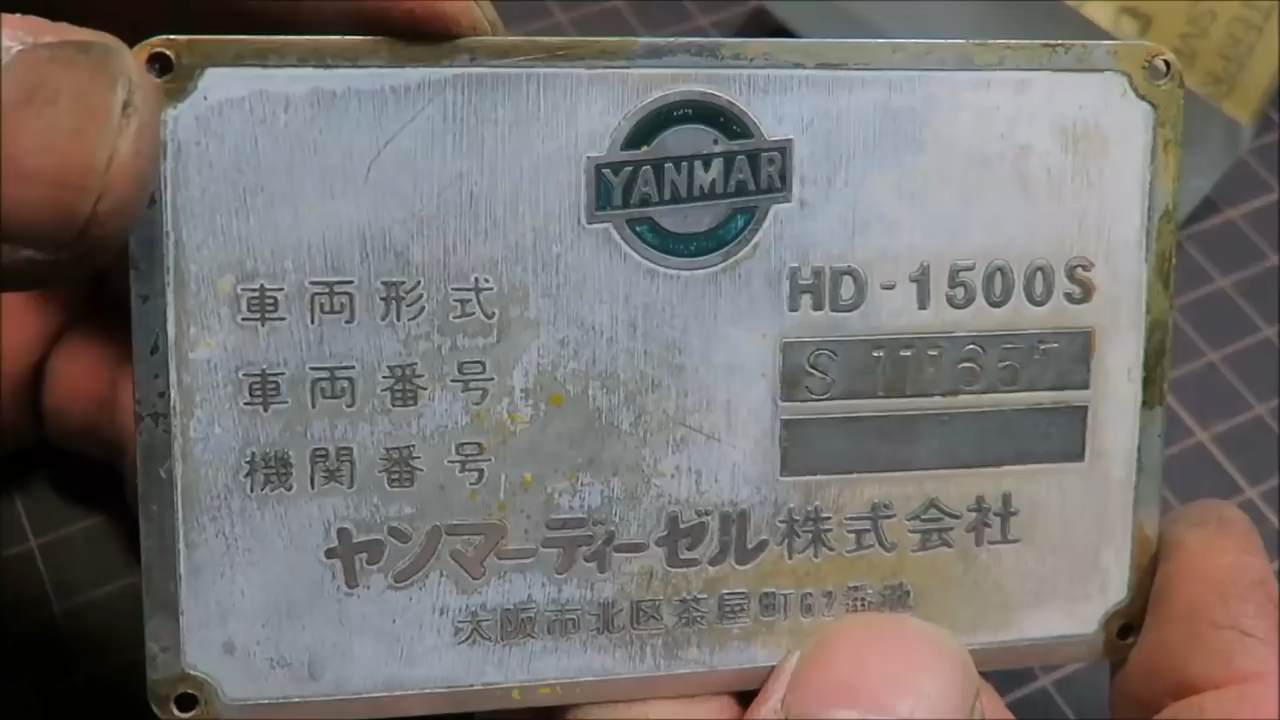 YANMAR
車両形式 HD-1500S
車両番号 S 111657
機関番号
ヤンマーディーゼル株式会社
大阪市北区茶屋町62番地